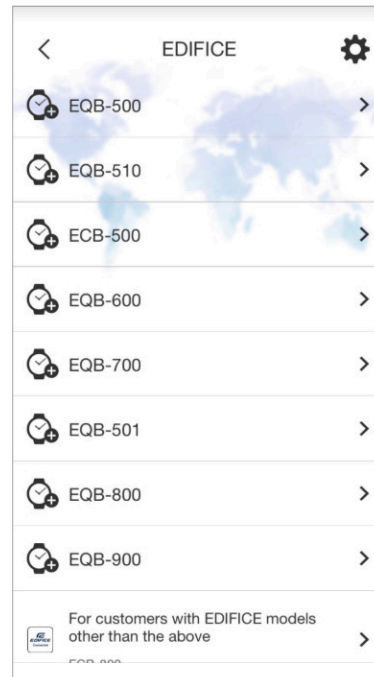 EDIFICE
EQB-500
EQB-510
ECB-500
EQB-600
EQB-700
EQB-501
EQB-800
EQB-900
For customers with EDIFICE models
other than the above
EDIFICE